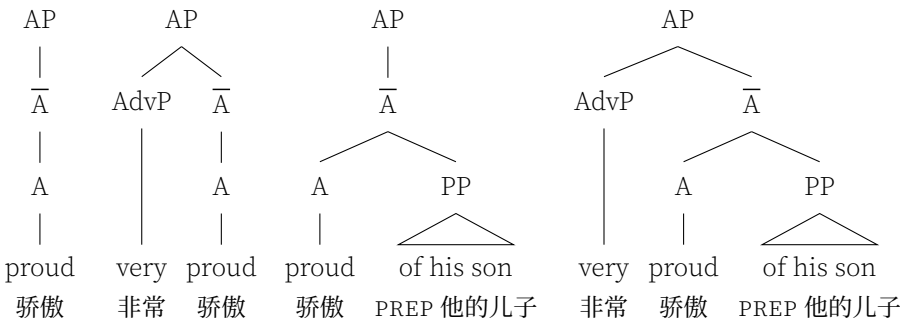 AP AP AP AP
A̅ AdvP A̅ A̅ AdvP A̅
A A A PP A PP
proud very proud proud of his son very proud of his son
骄傲 非常 骄傲 骄傲 PREP 他的儿子 非常 骄傲 PREP 他的儿子